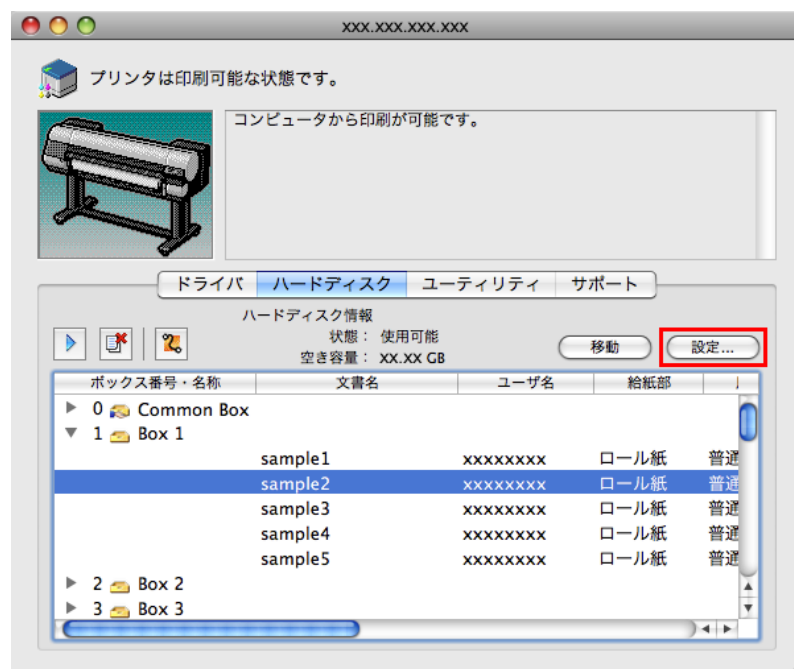 xxx.xxx.xxx.xxx
プリンタは印刷可能な状態です。
コンピュータから印刷が可能です。
ドライバ ハードディスク ユーティリティ サポート
ハードディスク情報
状態： 使用可能
空き容量： XX.XX GB
移動 設定...
ボックス番号・名称 文書名 ユーザ名 給紙部
0 Common Box
1 Box 1
sample1 xxxxxxxx ロール紙 普通
sample2 xxxxxxxx ロール紙 普通
sample3 xxxxxxxx ロール紙 普通
sample4 xxxxxxxx ロール紙 普通
sample5 xxxxxxxx ロール紙 普通
2 Box 2
3 Box 3